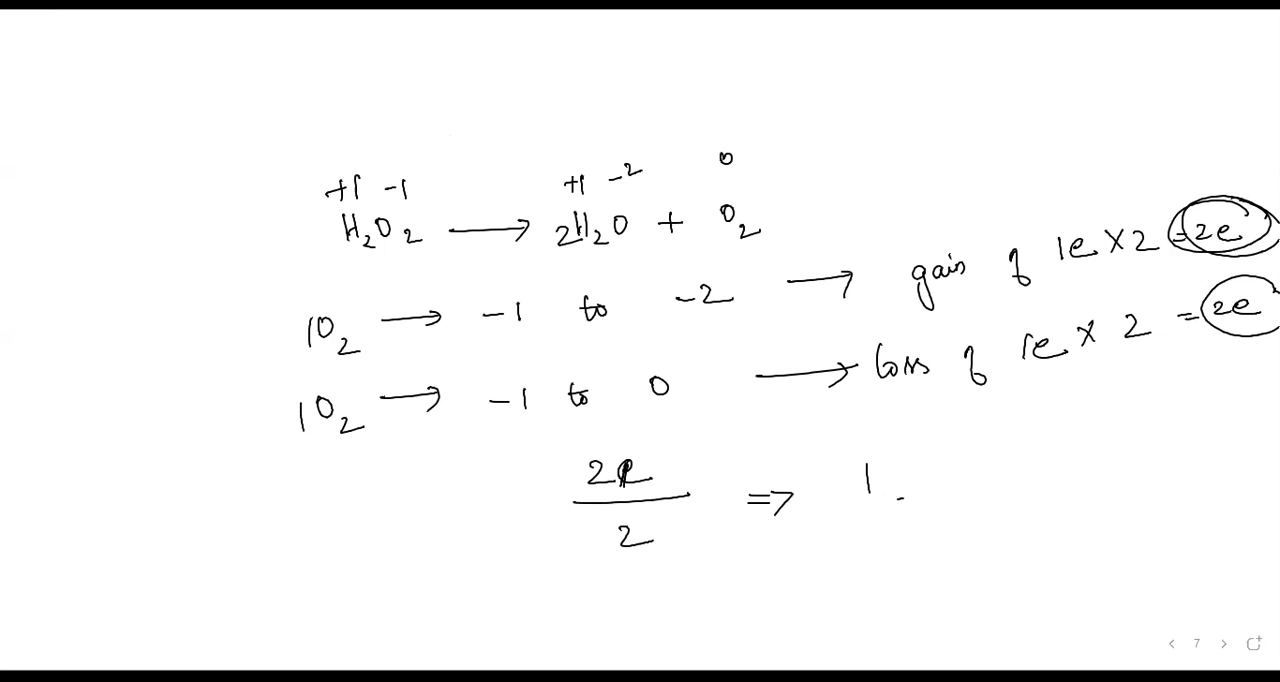 +1 -1 +1 -2 0
H₂O₂ ⟶ 2H₂O + O₂
1O₂ ⟶ -1 to -2 ⟶ gain of 1e × 2 = 2e
1O₂ ⟶ -1 to 0 ⟶ loss of 1e × 2 = 2e
2e
2 => 1.
7